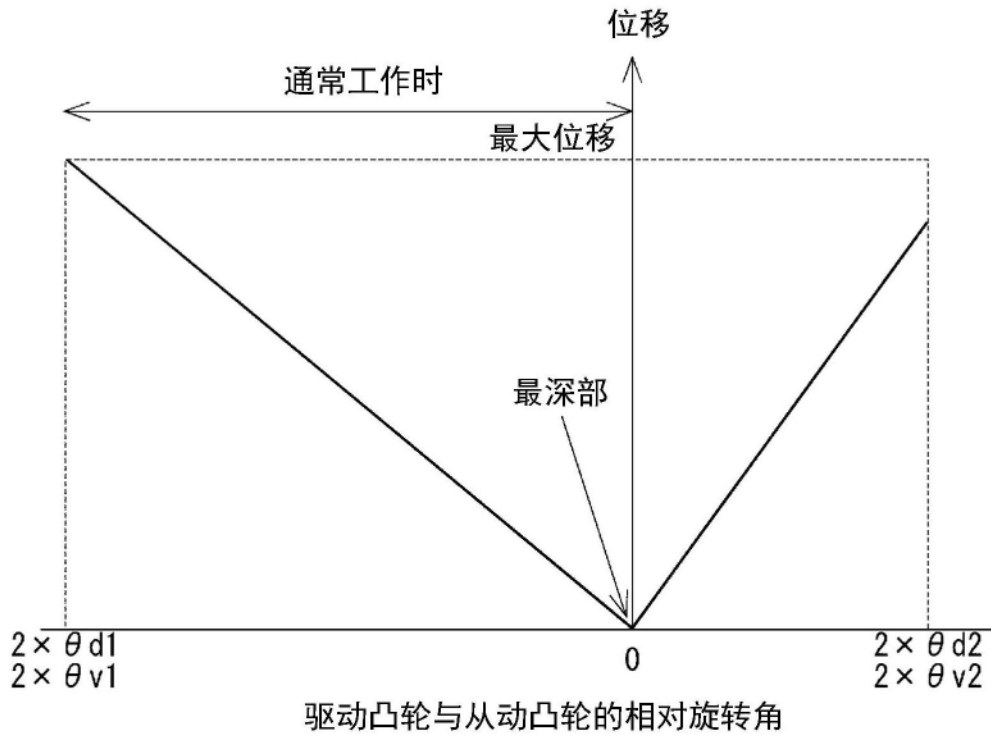 位移
通常工作时
最大位移
最深部
2×θd1
2×θv1
0
2×θd2
2×θv2
驱动凸轮与从动凸轮的相对旋转角